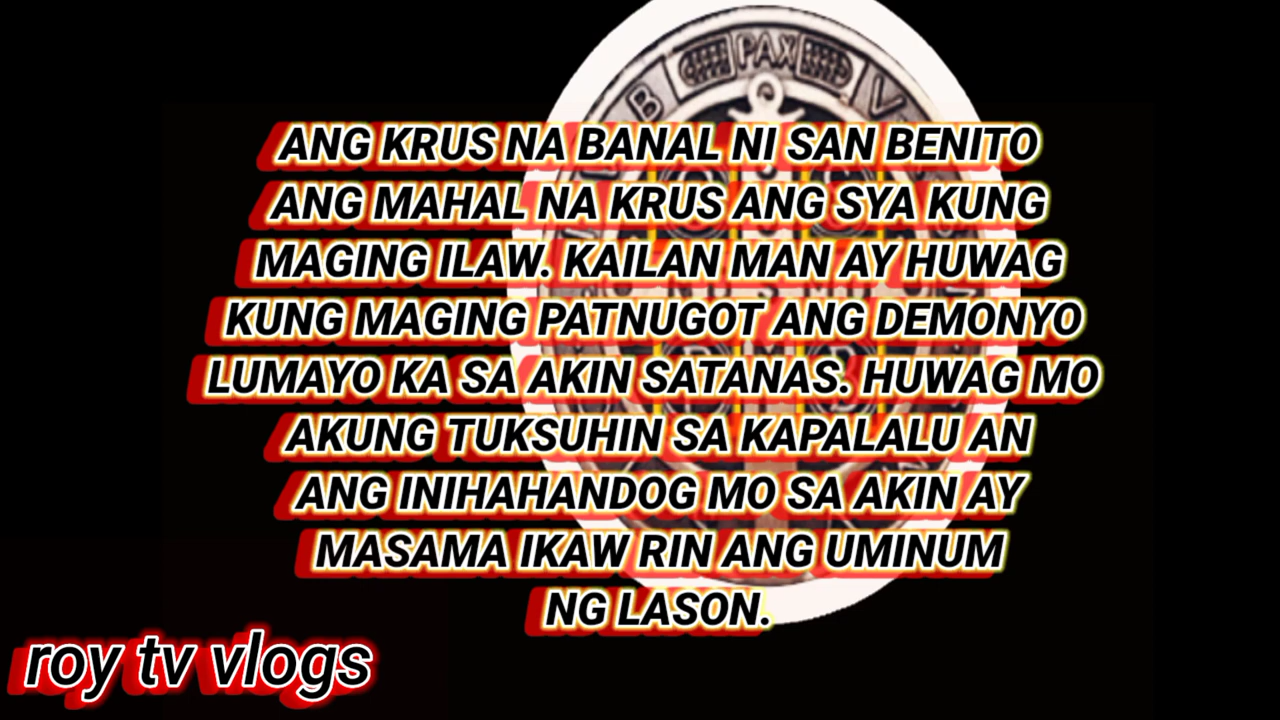 PAX
B
V
ANG KRUS NA BANAL NI SAN BENITO
ANG MAHAL NA KRUS ANG SYA KUNG
MAGING ILAW. KAILAN MAN AY HUWAG
KUNG MAGING PATNUGOT ANG DEMONYO
LUMAYO KA SA AKIN SATANAS. HUWAG MO
AKUNG TUKSUHIN SA KAPALALU AN
ANG INIHAHANDOG MO SA AKIN AY
MASAMA IKAW RIN ANG UMINUM
NG LASON.
roy tv vlogs